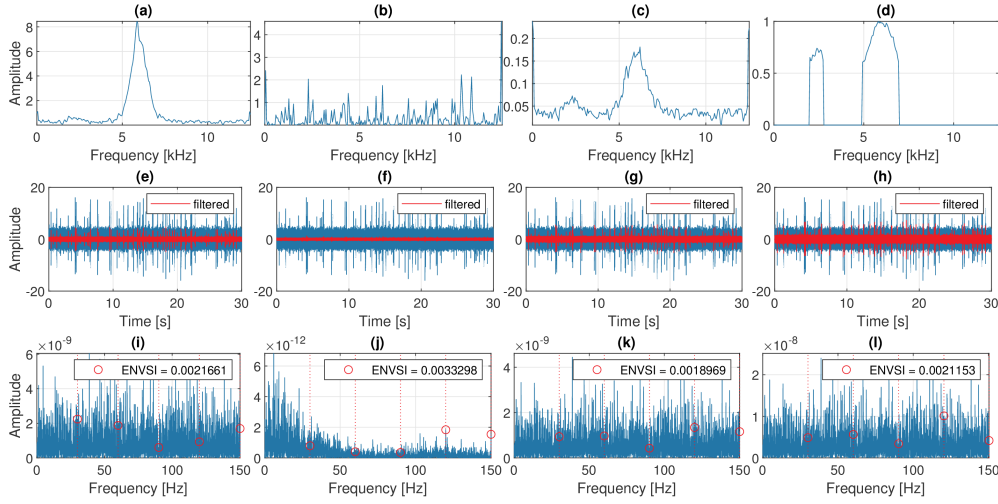 (a) (b) (c) (d)
Amplitude
8
6
4
2
0 5 10
Frequency [kHz]
4
3
2
1
0 5 10
Frequency [kHz]
0.2
0.15
0.1
0.05
0 5 10
Frequency [kHz]
1
0.5
0
0 5 10
Frequency [kHz]
(e) (f) (g) (h)
Amplitude
20
0
-20
0 10 20 30
Time [s]
filtered
20
0
-20
0 10 20 30
Time [s]
filtered
20
0
-20
0 10 20 30
Time [s]
filtered
20
0
-20
0 10 20 30
Time [s]
filtered
(i) (j) (k) (l)
Amplitude
×10⁻⁹
6
4
2
0
0 50 100 150
Frequency [Hz]
ENVSI = 0.0021661
×10⁻¹²
6
4
2
0
0 50 100 150
Frequency [Hz]
ENVSI = 0.0033298
×10⁻⁹
4
2
0
0 50 100 150
Frequency [Hz]
ENVSI = 0.0018969
×10⁻⁸
2
1
0
0 50 100 150
Frequency [Hz]
ENVSI = 0.0021153